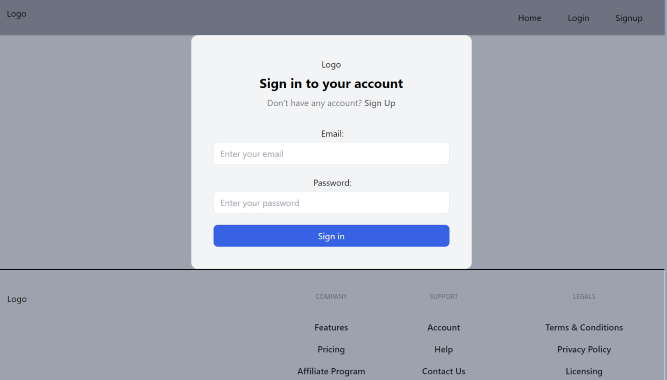 Logo
Home Login Signup
Logo
Sign in to your account
Don't have any account? Sign Up
Email:
Enter your email
Password:
Enter your password
Sign in
Logo
COMPANY SUPPORT LEGALS
Features Account Terms & Conditions
Pricing Help Privacy Policy
Affiliate Program Contact Us Licensing